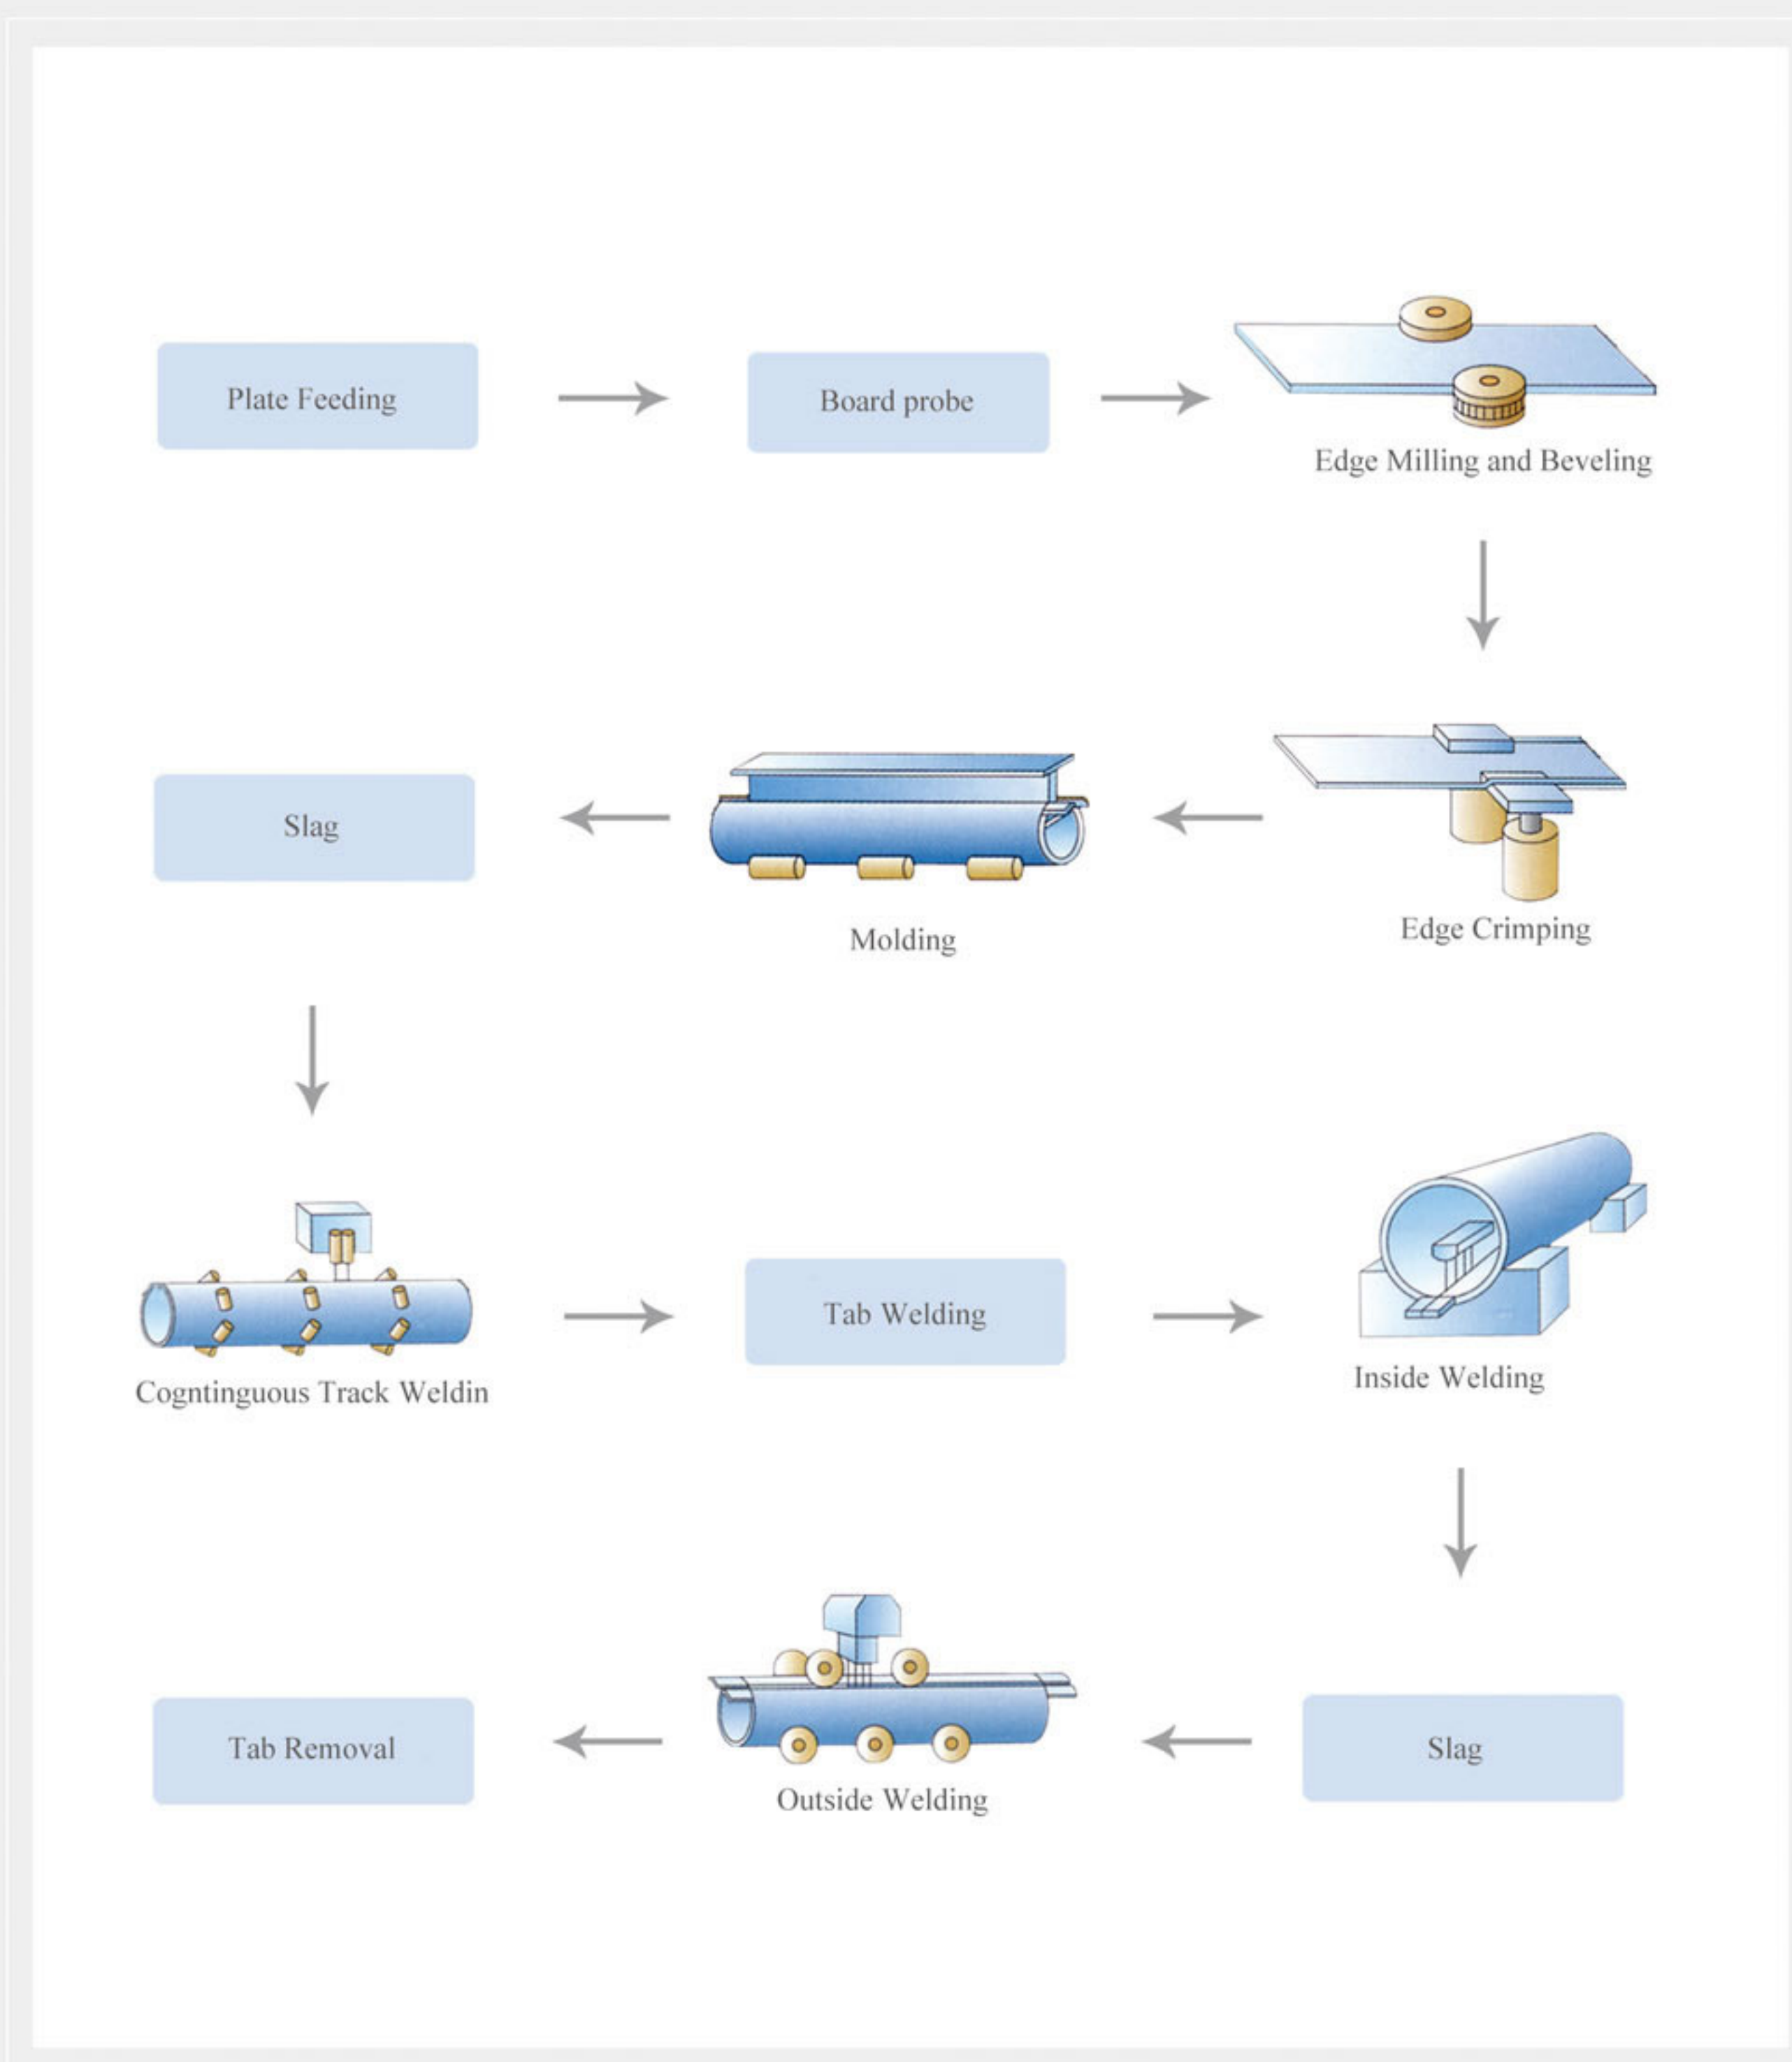 Plate Feeding
Board probe
Edge Milling and Beveling
Edge Crimping
Molding
Slag
Cogntinguous Track Weldin
Tab Welding
Inside Welding
Slag
Outside Welding
Tab Removal